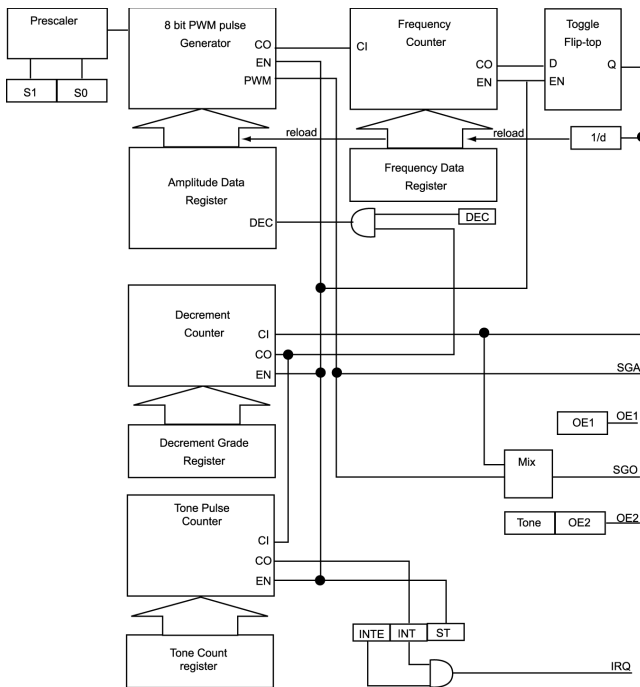 Prescaler
S1 S0
8 bit PWM pulse
Generator
CO
EN
PWM
Frequency
Counter
CI
CO
EN
Toggle
Flip-top
D
EN
Q
reload
reload
1/d
Amplitude Data
Register
DEC
Frequency Data
Register
DEC
Decrement
Counter
CI
CO
EN
SGA
OE1 OE1
Decrement Grade
Register
Mix
SGO
Tone OE2 OE2
Tone Pulse
Counter
CI
CO
EN
INTE INT ST
Tone Count
register
IRQ